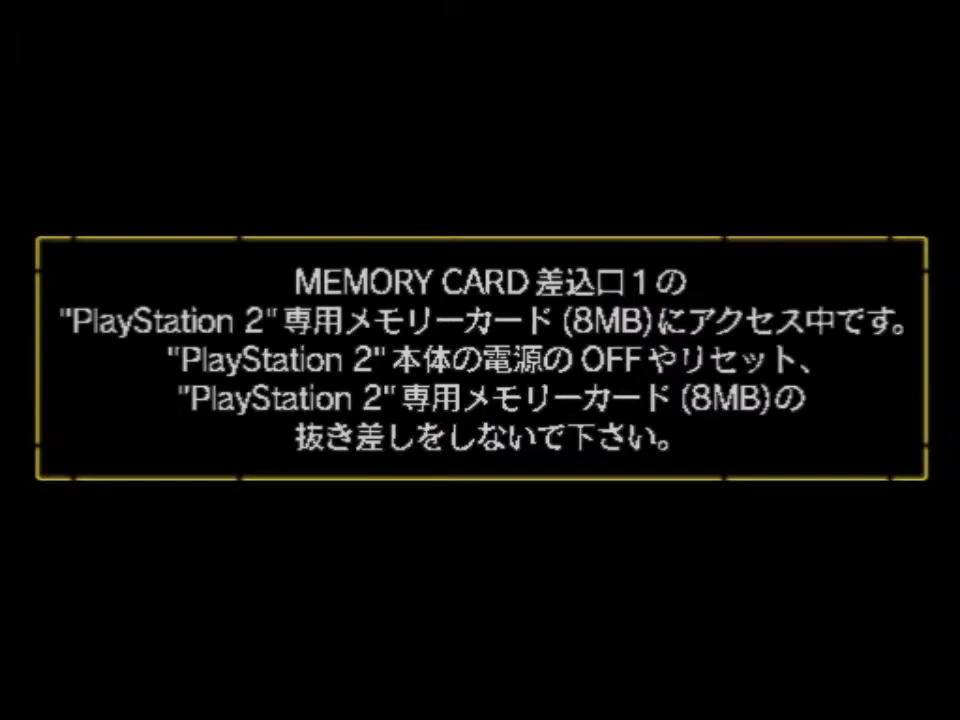 MEMORY CARD 差込口1の
"PlayStation 2"専用メモリーカード(8MB)にアクセス中です。
"PlayStation 2"本体の電源のOFFやリセット、
"PlayStation 2"専用メモリーカード(8MB)の
抜き差しをしないで下さい。